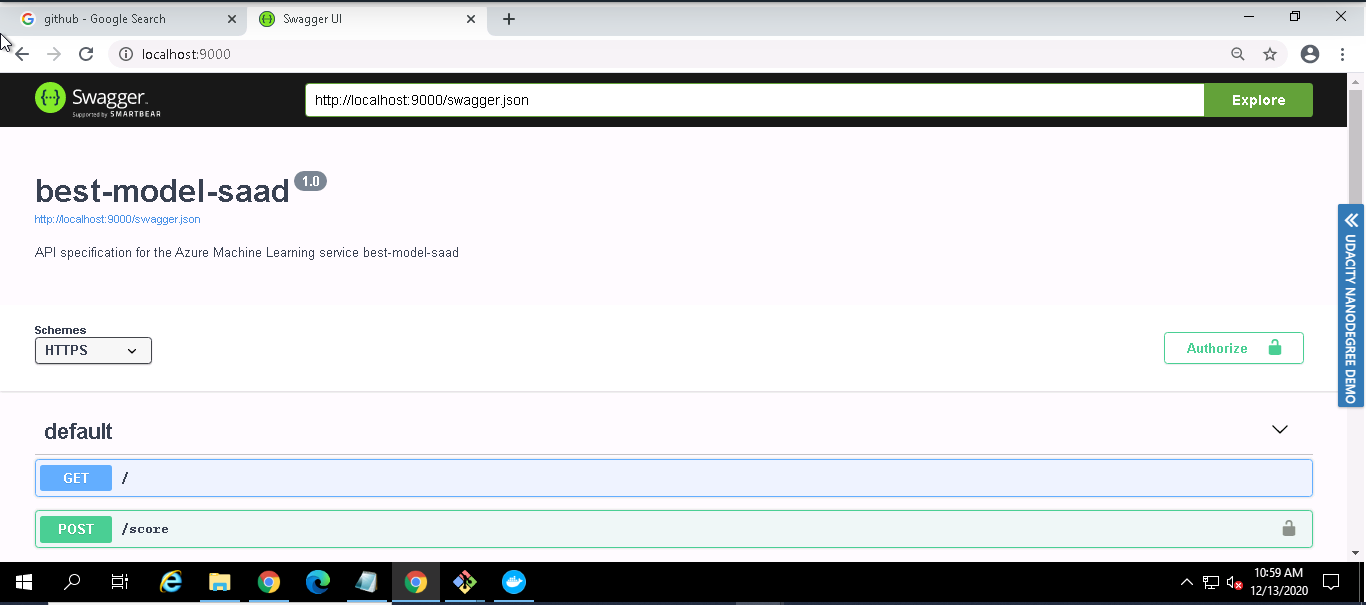 github - Google Search
Swagger UI
localhost:9000
Swagger
Supported by SMARTBEAR
http://localhost:9000/swagger.json
Explore
best-model-saad 1.0
http://localhost:9000/swagger.json
API specification for the Azure Machine Learning service best-model-saad
Schemes
HTTPS
Authorize
UDACITY NANODEGREE DEMO
default
GET /
POST /score
10:59 AM
12/13/2020